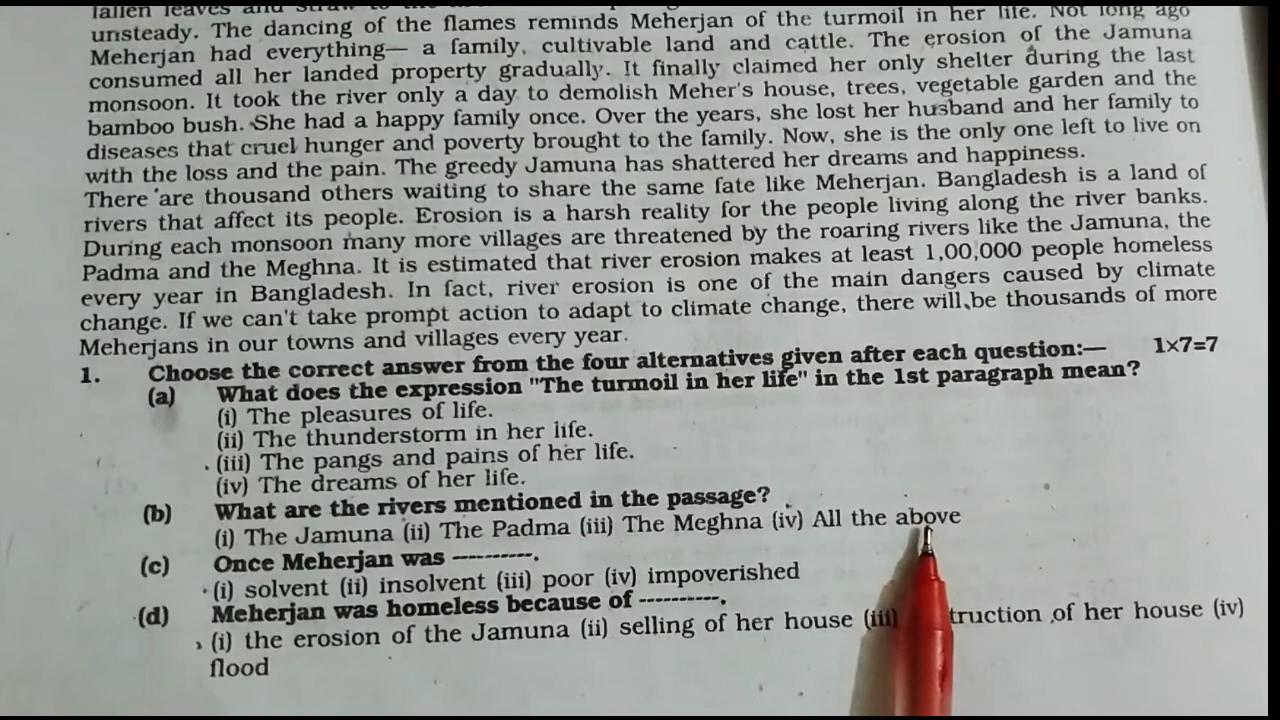 fallen leaves and straw to the
unsteady. The dancing of the flames reminds Meherjan of the turmoil in her life. Not long ago
Meherjan had everything— a family, cultivable land and cattle. The erosion of the Jamuna
consumed all her landed property gradually. It finally claimed her only shelter during the last
monsoon. It took the river only a day to demolish Meher's house, trees, vegetable garden and the
bamboo bush. She had a happy family once. Over the years, she lost her husband and her family to
diseases that cruel hunger and poverty brought to the family. Now, she is the only one left to live on
with the loss and the pain. The greedy Jamuna has shattered her dreams and happiness.
There are thousand others waiting to share the same fate like Meherjan. Bangladesh is a land of
rivers that affect its people. Erosion is a harsh reality for the people living along the river banks.
During each monsoon many more villages are threatened by the roaring rivers like the Jamuna, the
Padma and the Meghna. It is estimated that river erosion makes at least 1,00,000 people homeless
every year in Bangladesh. In fact, river erosion is one of the main dangers caused by climate
change. If we can't take prompt action to adapt to climate change, there will be thousands of more
Meherjans in our towns and villages every year.
1. Choose the correct answer from the four alternatives given after each question:— 1×7=7
(a) What does the expression "The turmoil in her life" in the 1st paragraph mean?
(i) The pleasures of life.
(ii) The thunderstorm in her life.
(iii) The pangs and pains of her life.
(iv) The dreams of her life.
(b) What are the rivers mentioned in the passage?
(i) The Jamuna (ii) The Padma (iii) The Meghna (iv) All the above
(c) Once Meherjan was ----------.
(i) solvent (ii) insolvent (iii) poor (iv) impoverished
(d) Meherjan was homeless because of ----------.
(i) the erosion of the Jamuna (ii) selling of her house (iii) truction of her house (iv)
flood